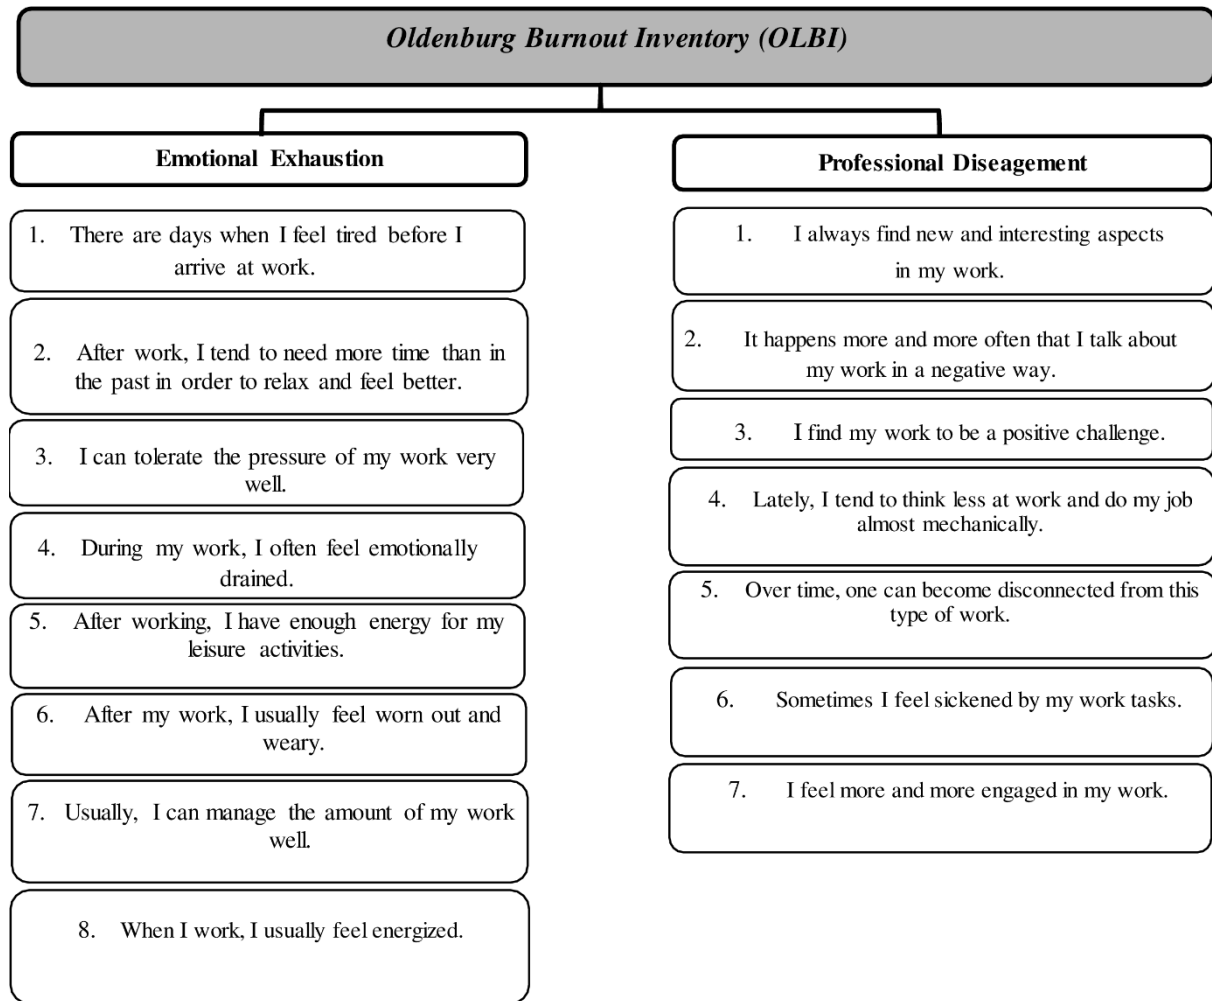 Oldenburg Burnout Inventory (OLBI)
Emotional Exhaustion
1. There are days when I feel tired before I
arrive at work.
2. After work, I tend to need more time than in
the past in order to relax and feel better.
3. I can tolerate the pressure of my work very
well.
4. During my work, I often feel emotionally
drained.
5. After working, I have enough energy for my
leisure activities.
6. After my work, I usually feel worn out and
weary.
7. Usually, I can manage the amount of my work
well.
8. When I work, I usually feel energized.
Professional Diseagement
1. I always find new and interesting aspects
in my work.
2. It happens more and more often that I talk about
my work in a negative way.
3. I find my work to be a positive challenge.
4. Lately, I tend to think less at work and do my job
almost mechanically.
5. Over time, one can become disconnected from this
type of work.
6. Sometimes I feel sickened by my work tasks.
7. I feel more and more engaged in my work.